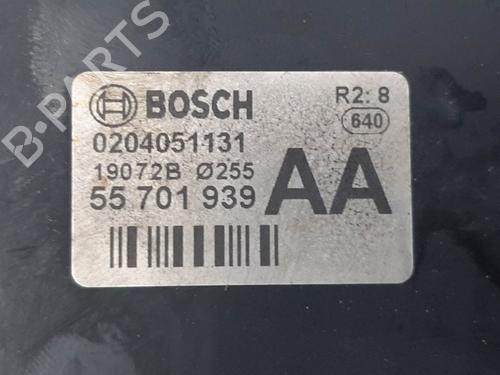 B-PARTS
BOSCH
R2: 8
640
0204051131
19072B Ø255
55 701 939
AA